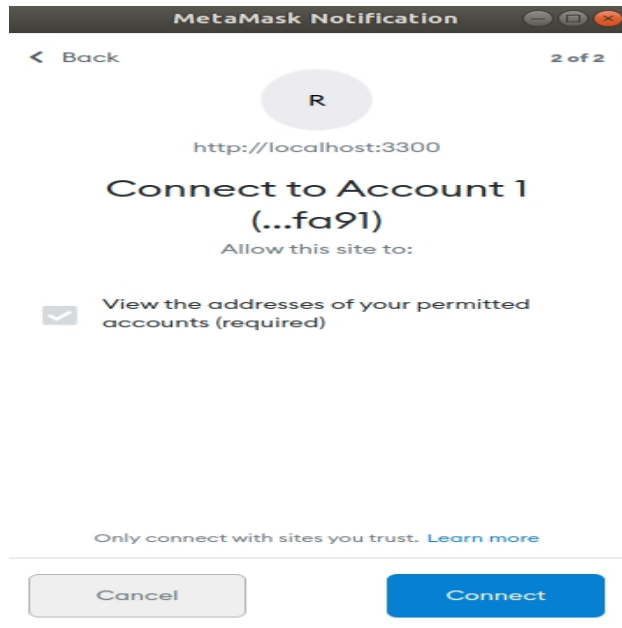 MetaMask Notification
Back
2 of 2
R
http://localhost:3300
Connect to Account 1
(...fa91)
Allow this site to:
View the addresses of your permitted
accounts (required)
Only connect with sites you trust. Learn more
Cancel
Connect